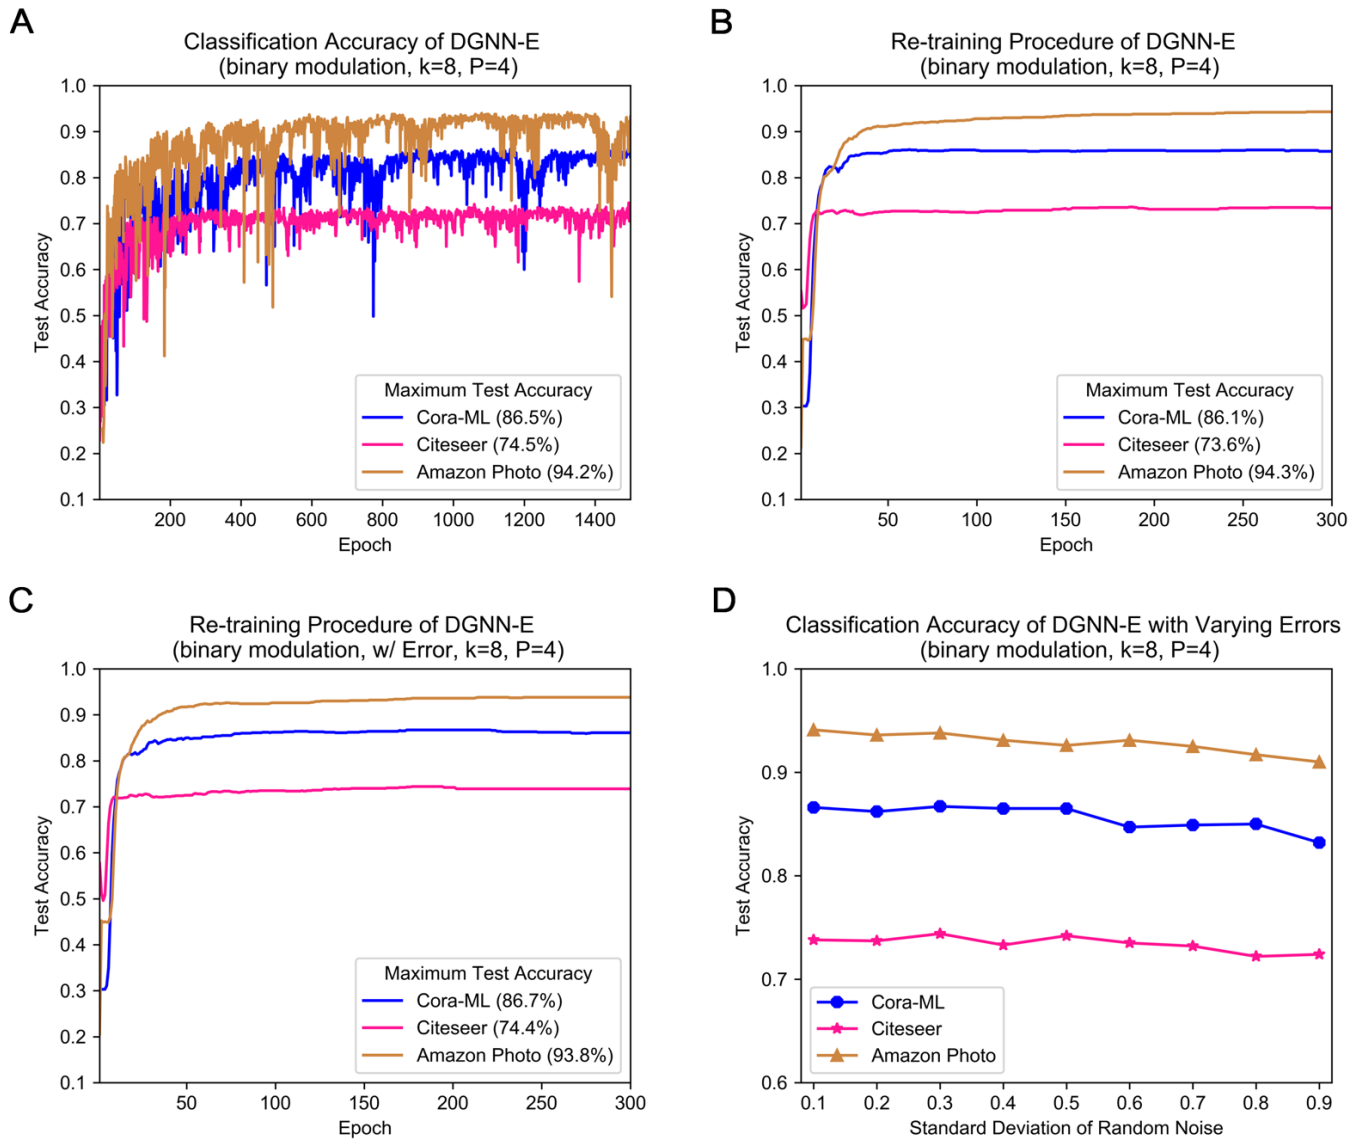 A
Classification Accuracy of DGNN-E
(binary modulation, k=8, P=4)
1.0
0.9
0.8
0.7
0.6
0.5
0.4
0.3
0.2
0.1
Test Accuracy
Maximum Test Accuracy
Cora-ML (86.5%)
Citeseer (74.5%)
Amazon Photo (94.2%)
200 400 600 800 1000 1200 1400
Epoch
B
Re-training Procedure of DGNN-E
(binary modulation, k=8, P=4)
1.0
0.9
0.8
0.7
0.6
0.5
0.4
0.3
0.2
0.1
Test Accuracy
Maximum Test Accuracy
Cora-ML (86.1%)
Citeseer (73.6%)
Amazon Photo (94.3%)
50 100 150 200 250 300
Epoch
C
Re-training Procedure of DGNN-E
(binary modulation, w/ Error, k=8, P=4)
1.0
0.9
0.8
0.7
0.6
0.5
0.4
0.3
0.2
0.1
Test Accuracy
Maximum Test Accuracy
Cora-ML (86.7%)
Citeseer (74.4%)
Amazon Photo (93.8%)
50 100 150 200 250 300
Epoch
D
Classification Accuracy of DGNN-E with Varying Errors
(binary modulation, k=8, P=4)
1.0
0.9
0.8
0.7
0.6
Test Accuracy
Cora-ML
Citeseer
Amazon Photo
0.1 0.2 0.3 0.4 0.5 0.6 0.7 0.8 0.9
Standard Deviation of Random Noise